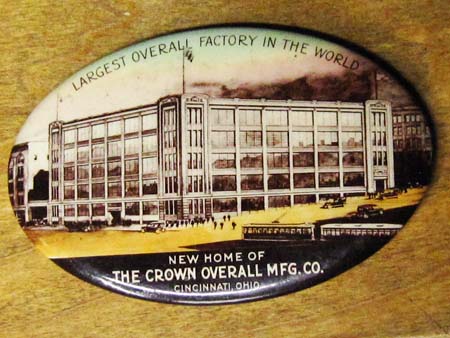 LARGEST OVERALL FACTORY IN THE WORLD
NEW HOME OF
THE CROWN OVERALL MFG. CO.
CINCINNATI, OHIO.